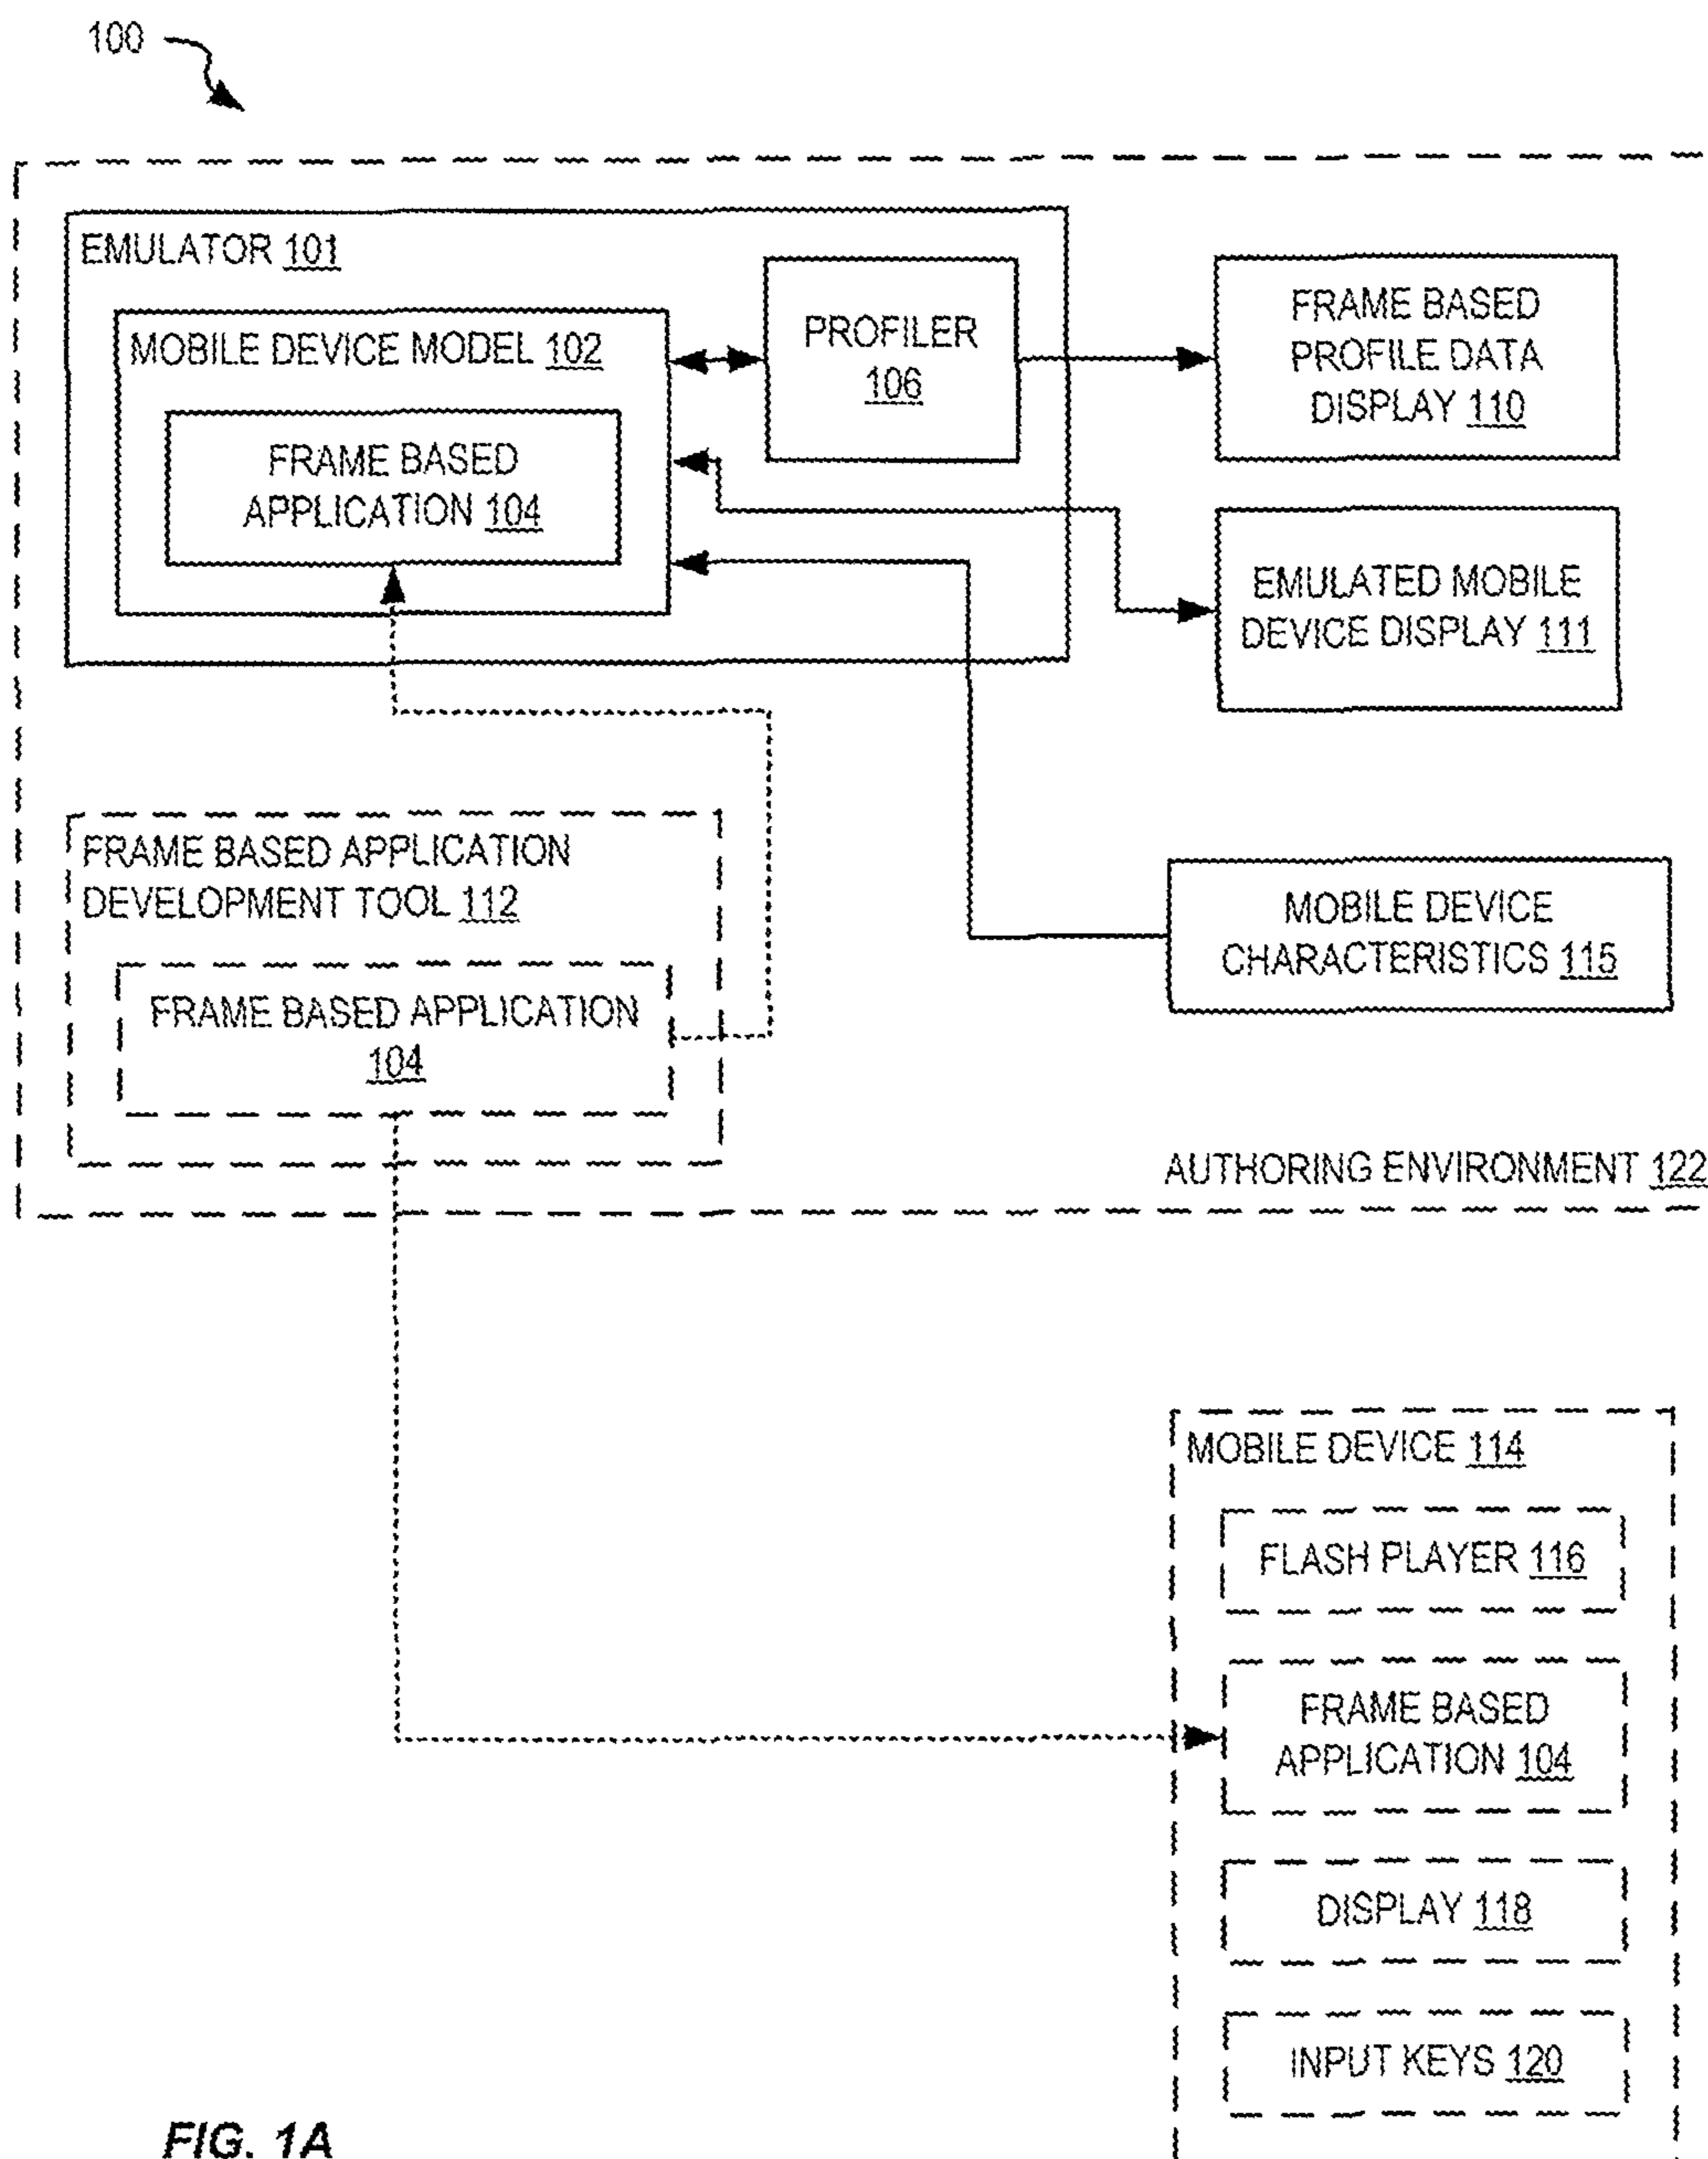 100
EMULATOR 101
MOBILE DEVICE MODEL 102
FRAME BASED
APPLICATION 104
PROFILER
106
FRAME BASED
PROFILE DATA
DISPLAY 110
EMULATED MOBILE
DEVICE DISPLAY 111
FRAME BASED APPLICATION
DEVELOPMENT TOOL 112
FRAME BASED APPLICATION
104
MOBILE DEVICE
CHARACTERISTICS 115
AUTHORING ENVIRONMENT 122
MOBILE DEVICE 114
FLASH PLAYER 116
FRAME BASED
APPLICATION 104
DISPLAY 118
INPUT KEYS 120
FIG. 1A